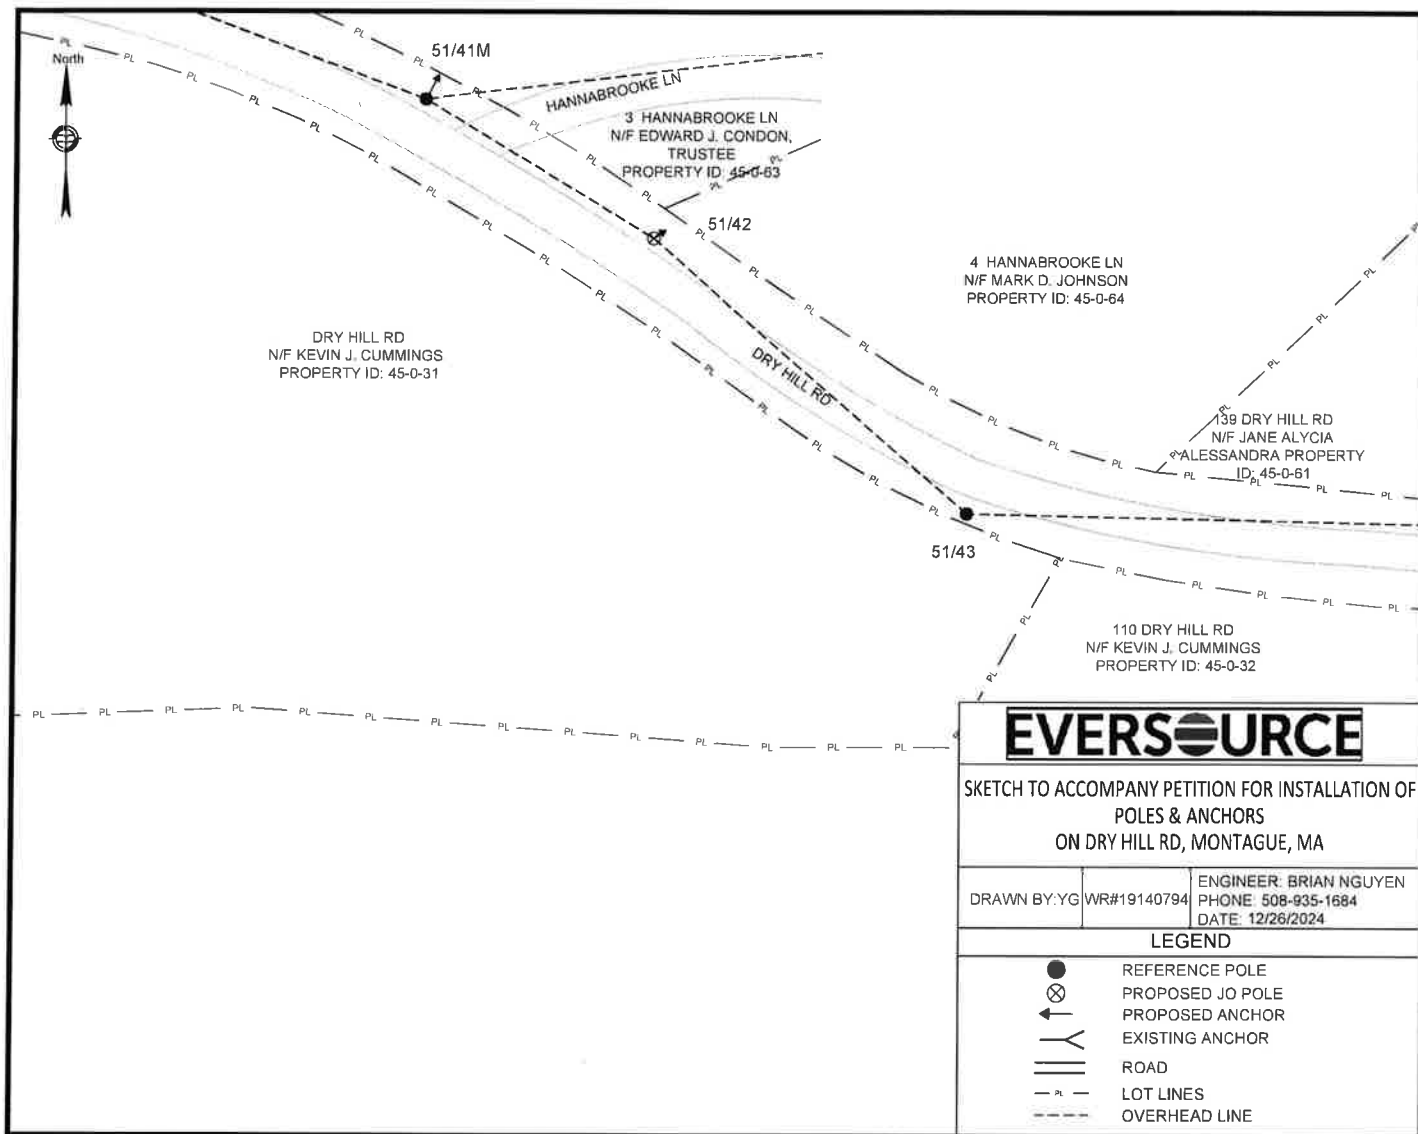 North
51/41M
HANNABROOKE LN
3 HANNABROOKE LN
N/F EDWARD J. CONDON,
TRUSTEE
PROPERTY ID: 45-0-63
51/42
4 HANNABROOKE LN
N/F MARK D. JOHNSON
PROPERTY ID: 45-0-64
DRY HILL RD
N/F KEVIN J. CUMMINGS
PROPERTY ID: 45-0-31
DRY HILL RD
139 DRY HILL RD
N/F JANE ALYCIA
ALESSANDRA PROPERTY
ID: 45-0-61
51/43
110 DRY HILL RD
N/F KEVIN J. CUMMINGS
PROPERTY ID: 45-0-32
EVERSOURCE
SKETCH TO ACCOMPANY PETITION FOR INSTALLATION OF
POLES & ANCHORS
ON DRY HILL RD, MONTAGUE, MA
DRAWN BY:YG WR#19140794
ENGINEER: BRIAN NGUYEN
PHONE: 508-935-1684
DATE: 12/26/2024
LEGEND
REFERENCE POLE
PROPOSED JO POLE
PROPOSED ANCHOR
EXISTING ANCHOR
ROAD
PL LOT LINES
OVERHEAD LINE